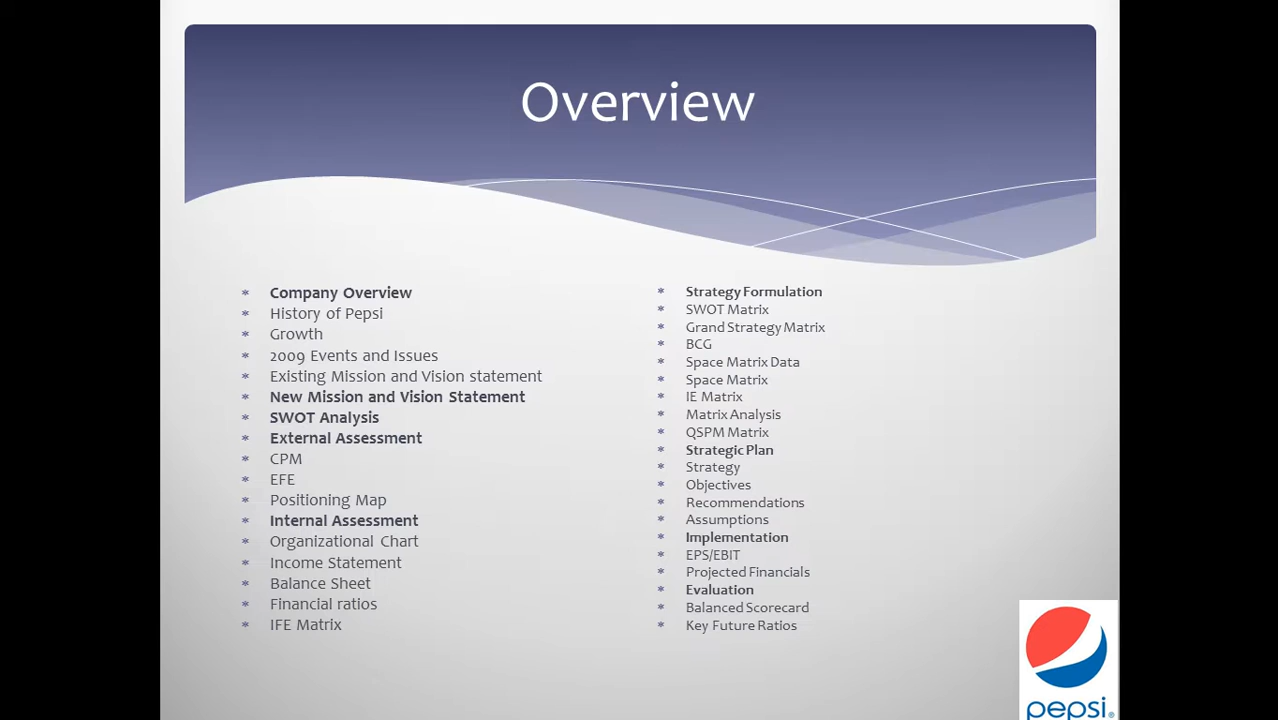 Overview
* Company Overview
* History of Pepsi
* Growth
* 2009 Events and Issues
* Existing Mission and Vision statement
* New Mission and Vision Statement
* SWOT Analysis
* External Assessment
* CPM
* EFE
* Positioning Map
* Internal Assessment
* Organizational Chart
* Income Statement
* Balance Sheet
* Financial ratios
* IFE Matrix
* Strategy Formulation
* SWOT Matrix
* Grand Strategy Matrix
* BCG
* Space Matrix Data
* Space Matrix
* IE Matrix
* Matrix Analysis
* QSPM Matrix
* Strategic Plan
* Strategy
* Objectives
* Recommendations
* Assumptions
* Implementation
* EPS/EBIT
* Projected Financials
* Evaluation
* Balanced Scorecard
* Key Future Ratios
pepsi®